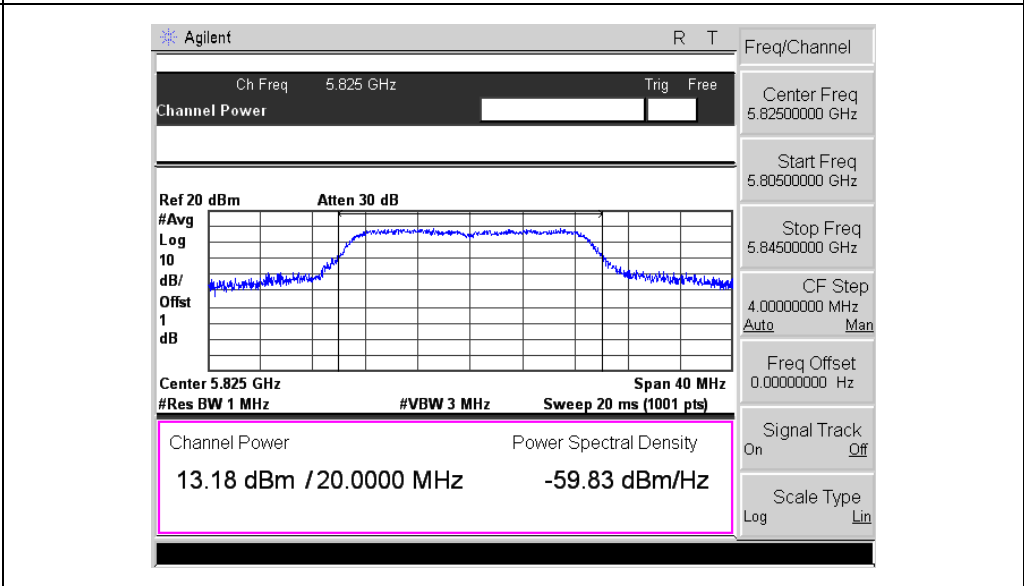 Agilent R T
Ch Freq 5.825 GHz Trig Free
Channel Power
Ref 20 dBm Atten 30 dB
#Avg
Log
10
dB/
Offst
1
dB
Center 5.825 GHz Span 40 MHz
#Res BW 1 MHz #VBW 3 MHz Sweep 20 ms (1001 pts)
Channel Power Power Spectral Density
13.18 dBm / 20.0000 MHz -59.83 dBm/Hz
Freq/Channel
Center Freq
5.82500000 GHz
Start Freq
5.80500000 GHz
Stop Freq
5.84500000 GHz
CF Step
4.00000000 MHz
Auto Man
Freq Offset
0.00000000 Hz
Signal Track
On Off
Scale Type
Log Lin